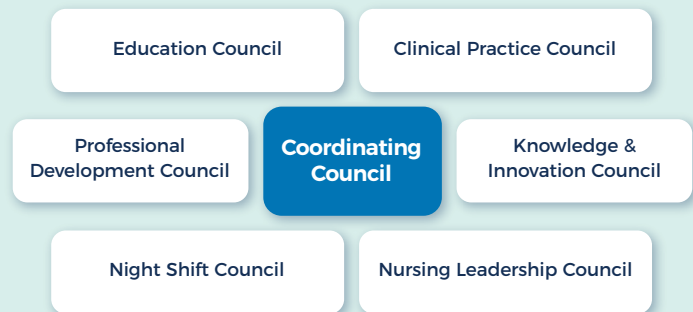 Education Council
Clinical Practice Council
Professional
Development Council
Coordinating
Council
Knowledge &
Innovation Council
Night Shift Council
Nursing Leadership Council